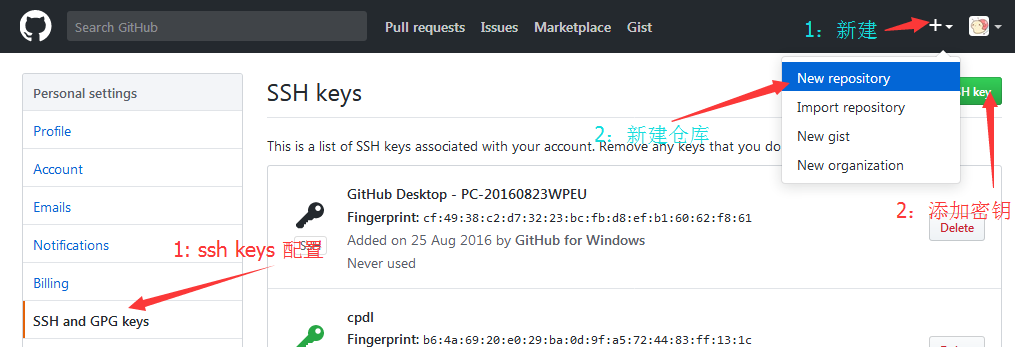 Search GitHub
Pull requests Issues Marketplace Gist
1：新建
New repository
Import repository
New gist
New organization
2：新建仓库
H key
2：添加密钥
Personal settings
Profile
Account
Emails
Notifications
Billing
SSH and GPG keys
1: ssh keys 配置
SSH keys
This is a list of SSH keys associated with your account. Remove any keys that you do
GitHub Desktop - PC-20160823WPEU
Fingerprint: cf:49:38:c2:d7:32:23:bc:fb:d8:ef:b1:60:62:f8:61
Added on 25 Aug 2016 by GitHub for Windows
Never used
Delete
cpdl
Fingerprint: b6:4a:69:20:e0:29:ba:0d:9f:a5:72:44:83:ff:13:1c